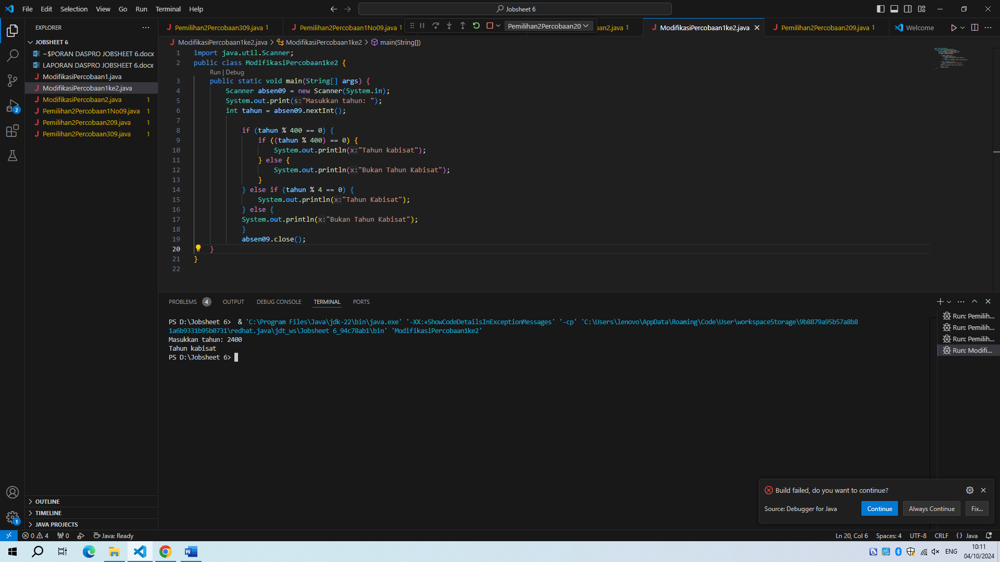 File Edit Selection View Go Run Terminal Help
Jobsheet 6
EXPLORER
JOBSHEET 6
~$PORAN DASPRO JOBSHEET 6.docx
LAPORAN DASPRO JOBSHEET 6.docx
ModifikasiPercobaan1.java
ModifikasiPercobaan1ke2.java
ModifikasiPercobaan2.java 1
Pemilihan2Percobaan1No09.java 1
Pemilihan2Percobaan209.java 1
Pemilihan2Percobaan309.java 1
OUTLINE
TIMELINE
JAVA PROJECTS
Pemilihan2Percobaan309.java 1
Pemilihan2Percobaan1No09.java 1
Pemilihan2Percobaan20
aan2.java 1
ModifikasiPercobaan1ke2.java
Pemilihan2Percobaan209.java 1
Welcome
ModifikasiPercobaan1ke2.java > ModifikasiPercobaan1ke2 > main(String[])
1 import java.util.Scanner;
2 public class ModifikasiPercobaan1ke2 {
Run | Debug
3 public static void main(String[] args) {
4 Scanner absen09 = new Scanner(System.in);
5 System.out.print(s:"Masukkan tahun: ");
6 int tahun = absen09.nextInt();
7
8 if (tahun % 400 == 0) {
9 if ((tahun % 400) == 0) {
10 System.out.println(x:"Tahun kabisat");
11 } else {
12 System.out.println(x:"Bukan Tahun Kabisat");
13 }
14 } else if (tahun % 4 == 0) {
15 System.out.println(x:"Tahun Kabisat");
16 } else {
17 System.out.println(x:"Bukan Tahun Kabisat");
18 }
19 absen09.close();
20 }
21 }
22
PROBLEMS 4 OUTPUT DEBUG CONSOLE TERMINAL PORTS
PS D:\Jobsheet 6> & 'C:\Program Files\Java\jdk-22\bin\java.exe' '-XX:+ShowCodeDetailsInExceptionMessages' '-cp' 'C:\Users\lenovo\AppData\Roaming\Code\User\workspaceStorage\9b8879a95b57a8b8
1a6b9331b95b0731\redhat.java\jdt_ws\Jobsheet 6_94c78ab1\bin' 'ModifikasiPercobaan1ke2'
Masukkan tahun: 2400
Tahun kabisat
PS D:\Jobsheet 6>
Run: Pemilih...
Run: Pemilih...
Run: Pemilih...
Run: Modifi...
Build failed, do you want to continue?
Source: Debugger for Java
Continue Always Continue Fix...
2
1
0 4 0 Java: Ready
Ln 20, Col 6 Spaces: 4 UTF-8 CRLF {} Java
ENG
10:11
04/10/2024